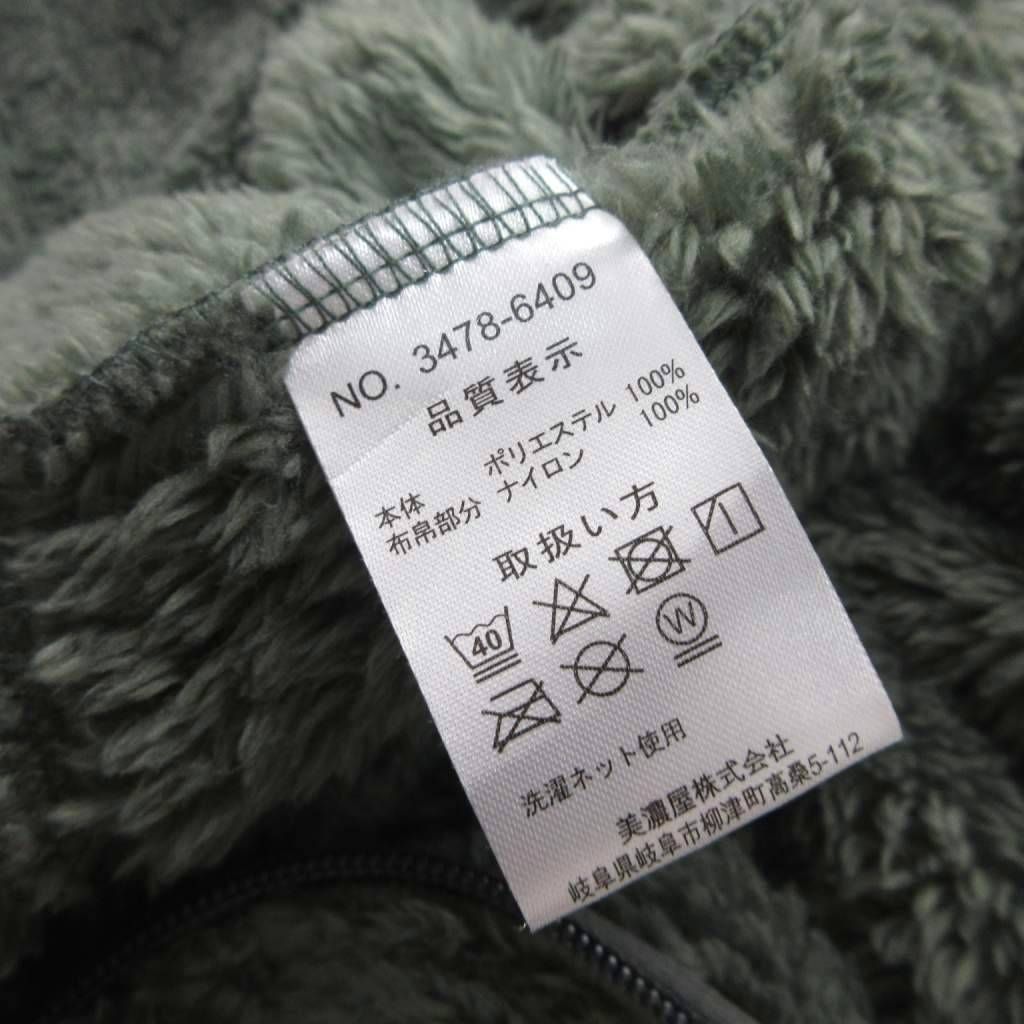 NO. 3478-6409
品質表示
本体 ポリエステル 100%
布帛部分 ナイロン 100%
取扱い方
40
W
洗濯ネット使用
美濃屋株式会社
岐阜県岐阜市柳津町高桑5-112